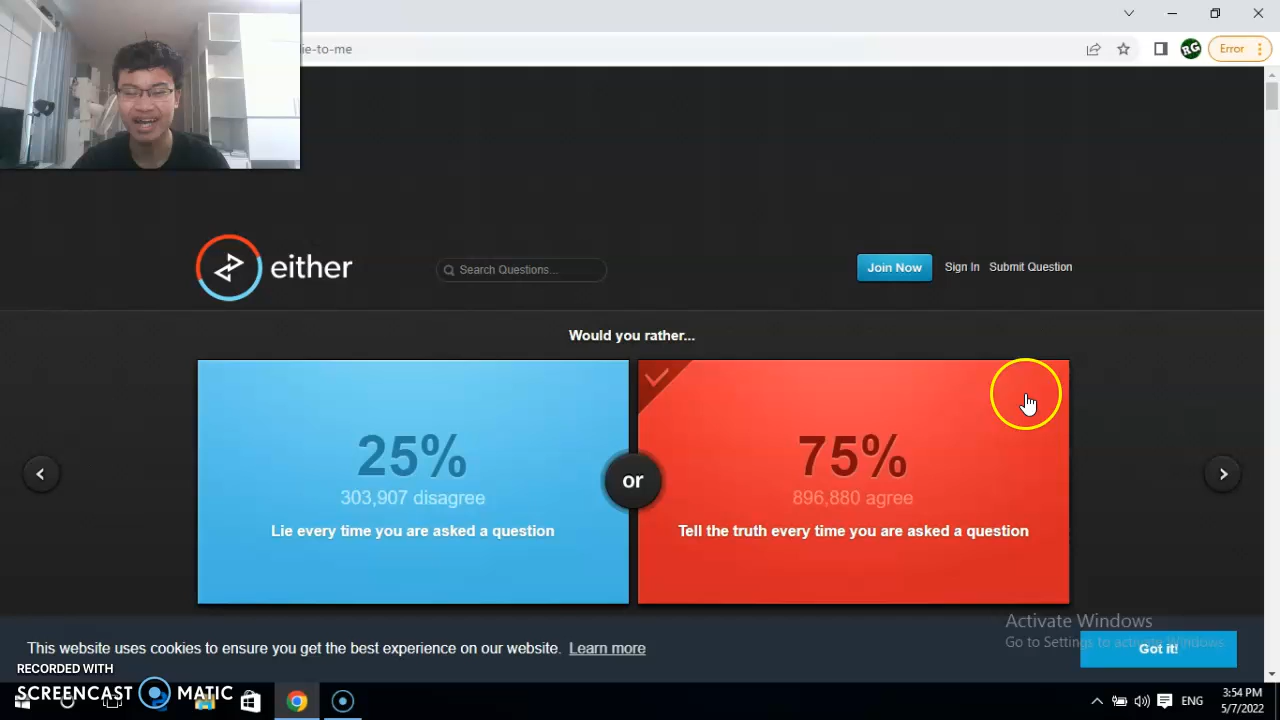 ie-to-me
RG
Error
either
Search Questions...
Join Now
Sign In
Submit Question
Would you rather...
25%
303,907 disagree
Lie every time you are asked a question
or
75%
896,880 agree
Tell the truth every time you are asked a question
Activate Windows
Go to Settings to activate Windows.
This website uses cookies to ensure you get the best experience on our website. Learn more
Got it!
RECORDED WITH
SCREENCAST MATIC
ENG
3:54 PM
5/7/2022